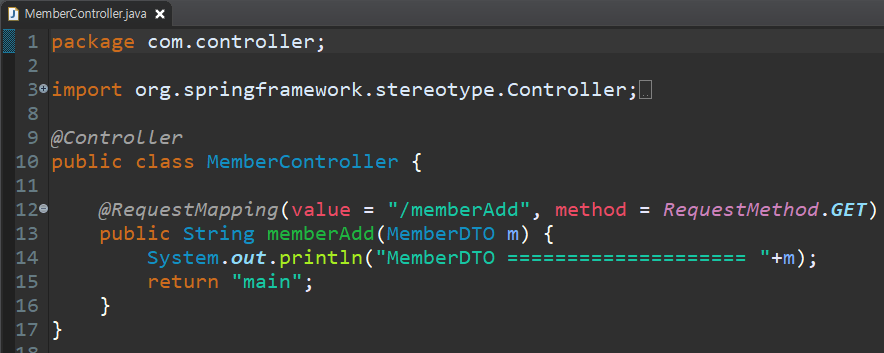 MemberController.java
1 package com.controller;
2
3 import org.springframework.stereotype.Controller;
8
9 @Controller
10 public class MemberController {
11
12 @RequestMapping(value = "/memberAdd", method = RequestMethod.GET)
13 public String memberAdd(MemberDTO m) {
14 System.out.println("MemberDTO ==================== "+m);
15 return "main";
16 }
17 }
18